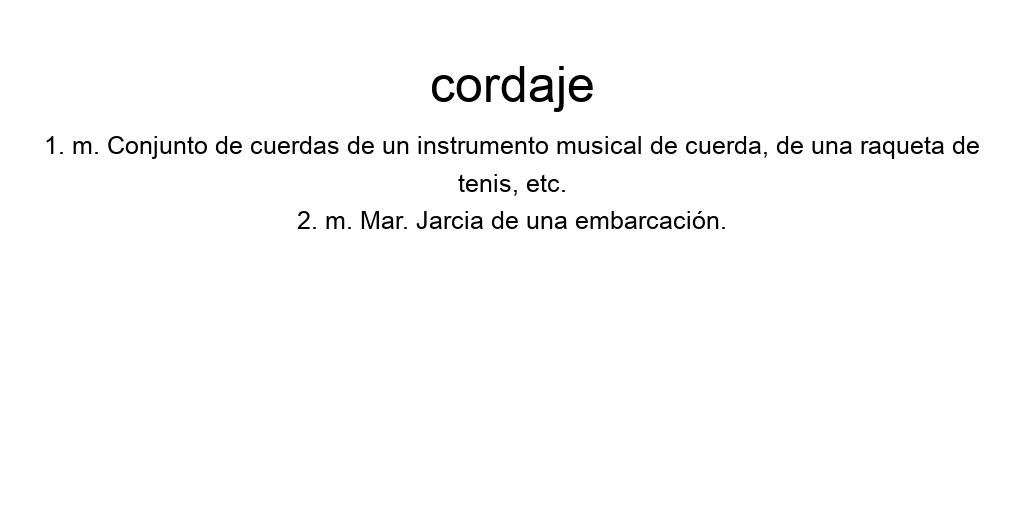 cordaje
1. m. Conjunto de cuerdas de un instrumento musical de cuerda, de una raqueta de
tenis, etc.
2. m. Mar. Jarcia de una embarcación.